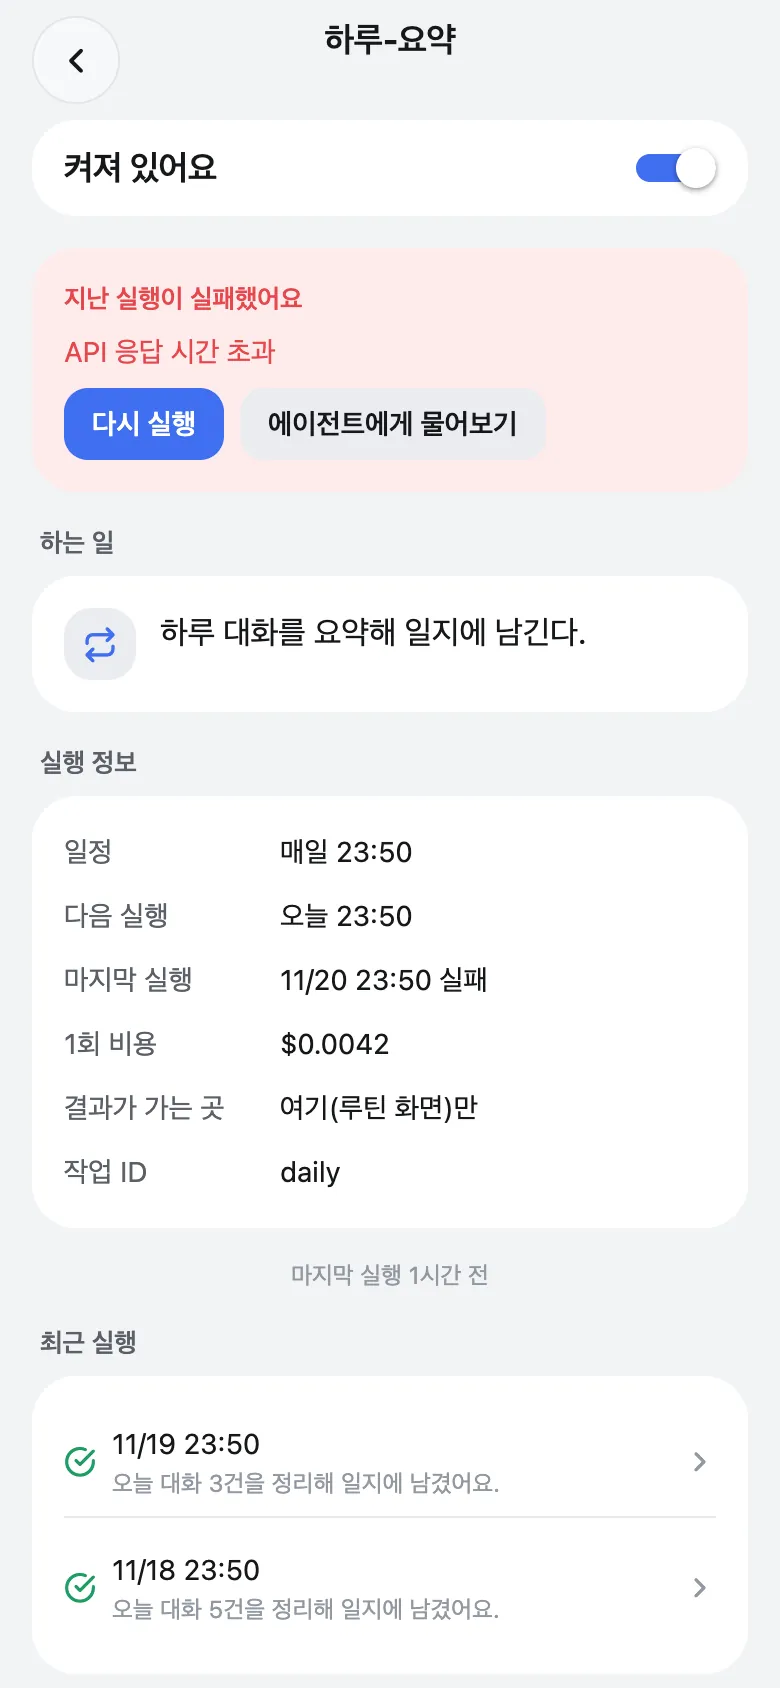 하루-요약
켜져 있어요
지난 실행이 실패했어요
API 응답 시간 초과
다시 실행
에이전트에게 물어보기
하는 일
하루 대화를 요약해 일지에 남긴다.
실행 정보
일정 매일 23:50
다음 실행 오늘 23:50
마지막 실행 11/20 23:50 실패
1회 비용 $0.0042
결과가 가는 곳 여기(루틴 화면)만
작업 ID daily
마지막 실행 1시간 전
최근 실행
11/19 23:50
오늘 대화 3건을 정리해 일지에 남겼어요.
11/18 23:50
오늘 대화 5건을 정리해 일지에 남겼어요.